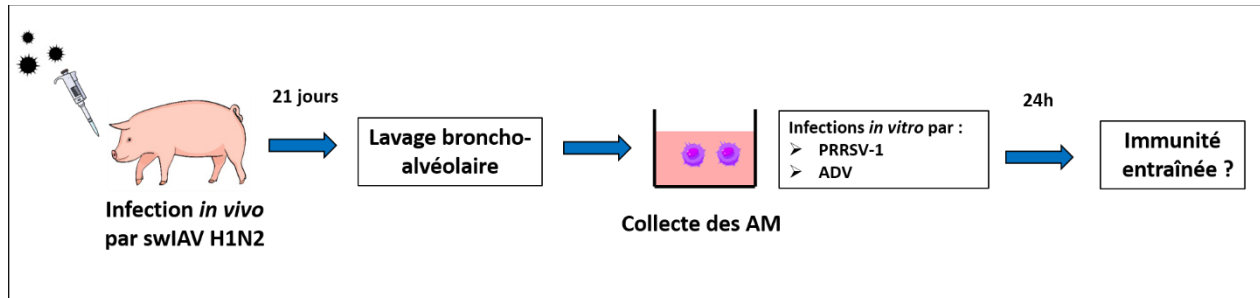 21 jours
24h
Lavage broncho-
alvéolaire
Infections in vitro par :
➢ PRRSV-1
➢ ADV
Immunité
entraînée ?
Infection in vivo
par swIAV H1N2
Collecte des AM